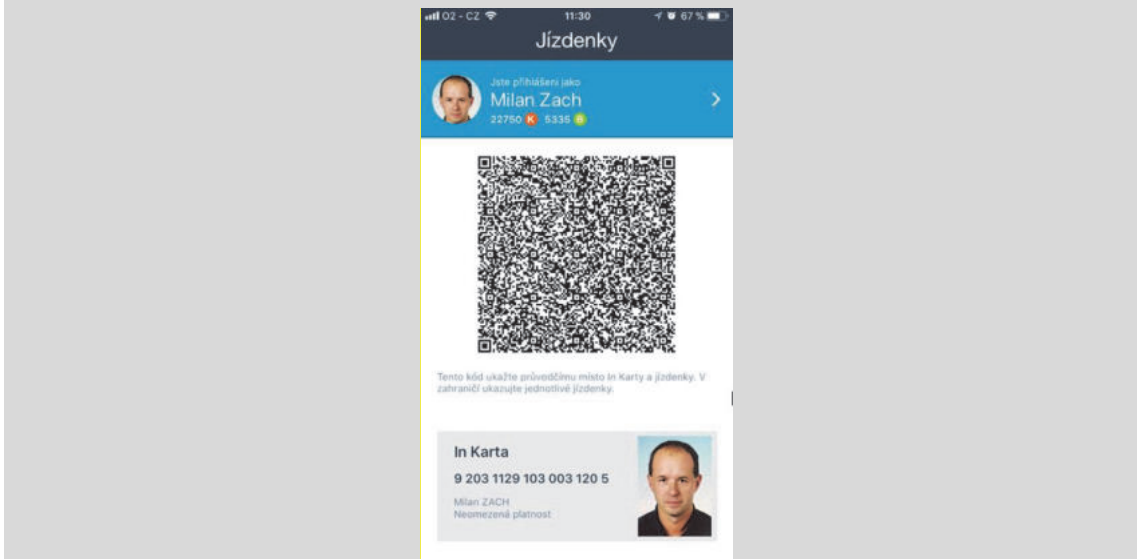 O2 - CZ 11:30 67 %
Jízdenky
Jste přihlášeni jako
Milan Zach
22750 K 5335 B
Tento kód ukažte průvodčímu místo In Karty a jízdenky. V
zahraničí ukazujte jednotlivé jízdenky.
In Karta
9 203 1129 103 003 120 5
Milan ZACH
Neomezená platnost